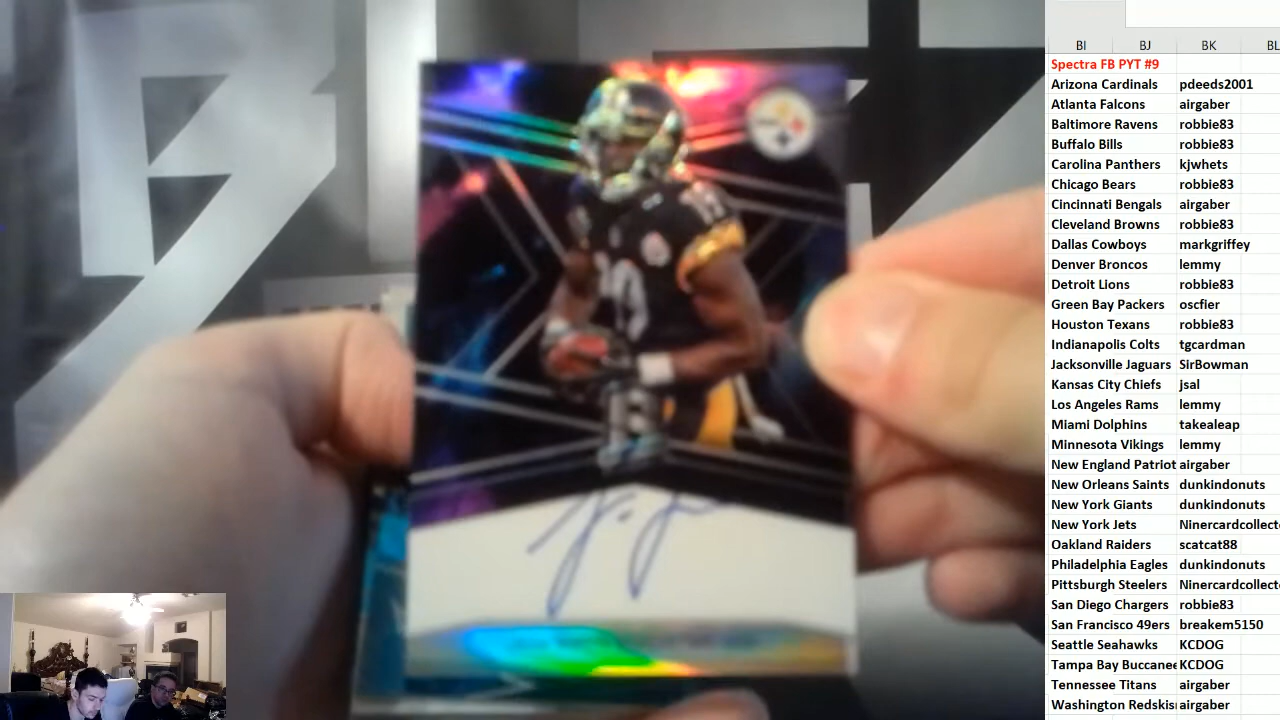 BI BJ BK BL
Spectra FB PYT #9
Arizona Cardinals pdeeds2001
Atlanta Falcons airgaber
Baltimore Ravens robbie83
Buffalo Bills robbie83
Carolina Panthers kjwhets
Chicago Bears robbie83
Cincinnati Bengals airgaber
Cleveland Browns robbie83
Dallas Cowboys markgriffey
Denver Broncos lemmy
Detroit Lions robbie83
Green Bay Packers oscfier
Houston Texans robbie83
Indianapolis Colts tgcardman
Jacksonville Jaguars SirBowman
Kansas City Chiefs jsal
Los Angeles Rams lemmy
Miami Dolphins takealeap
Minnesota Vikings lemmy
New England Patriot airgaber
New Orleans Saints dunkindonuts
New York Giants dunkindonuts
New York Jets Ninercardcollect
Oakland Raiders scatcat88
Philadelphia Eagles dunkindonuts
Pittsburgh Steelers Ninercardcollect
San Diego Chargers robbie83
San Francisco 49ers breakem5150
Seattle Seahawks KCDOG
Tampa Bay Buccanee KCDOG
Tennessee Titans airgaber
Washington Redskis airgaber
19